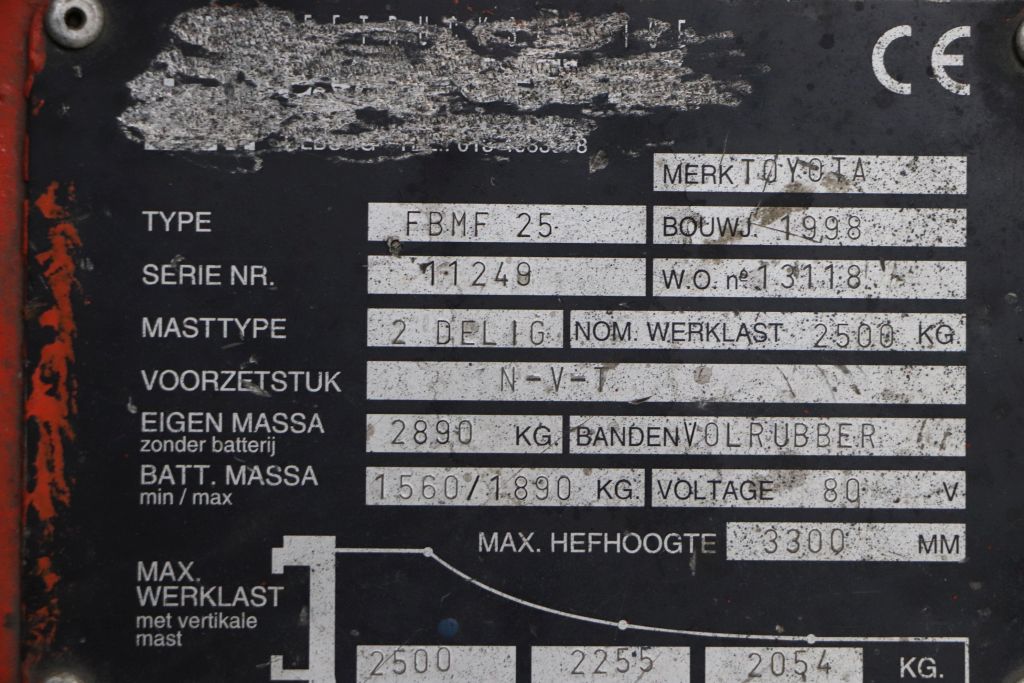 CE
MERK TOYOTA
TYPE FBMF 25 BOUWJ. 1998
SERIE NR. 11249 W.O. nº 13118
MASTTYPE 2 DELIG NOM. WERKLAST 2500 KG
VOORZETSTUK N-V-T
EIGEN MASSA 2890 KG. BANDEN VOLRUBBER
zonder batterij
BATT. MASSA 1560/1890 KG. VOLTAGE 80 V
min / max
MAX. HEFHOOGTE 3300 MM
MAX.
WERKLAST
met vertikale
mast
2500 2255 2054 KG.